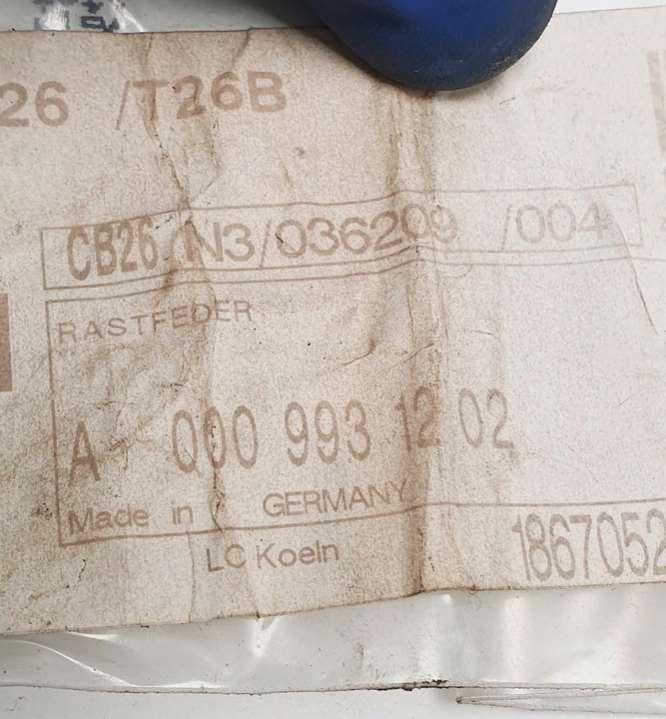 26 /T26B
CB26 /N3/036209 /004
RASTFEDER
A 000 993 12 02
Made in GERMANY
LC Koeln
1867052